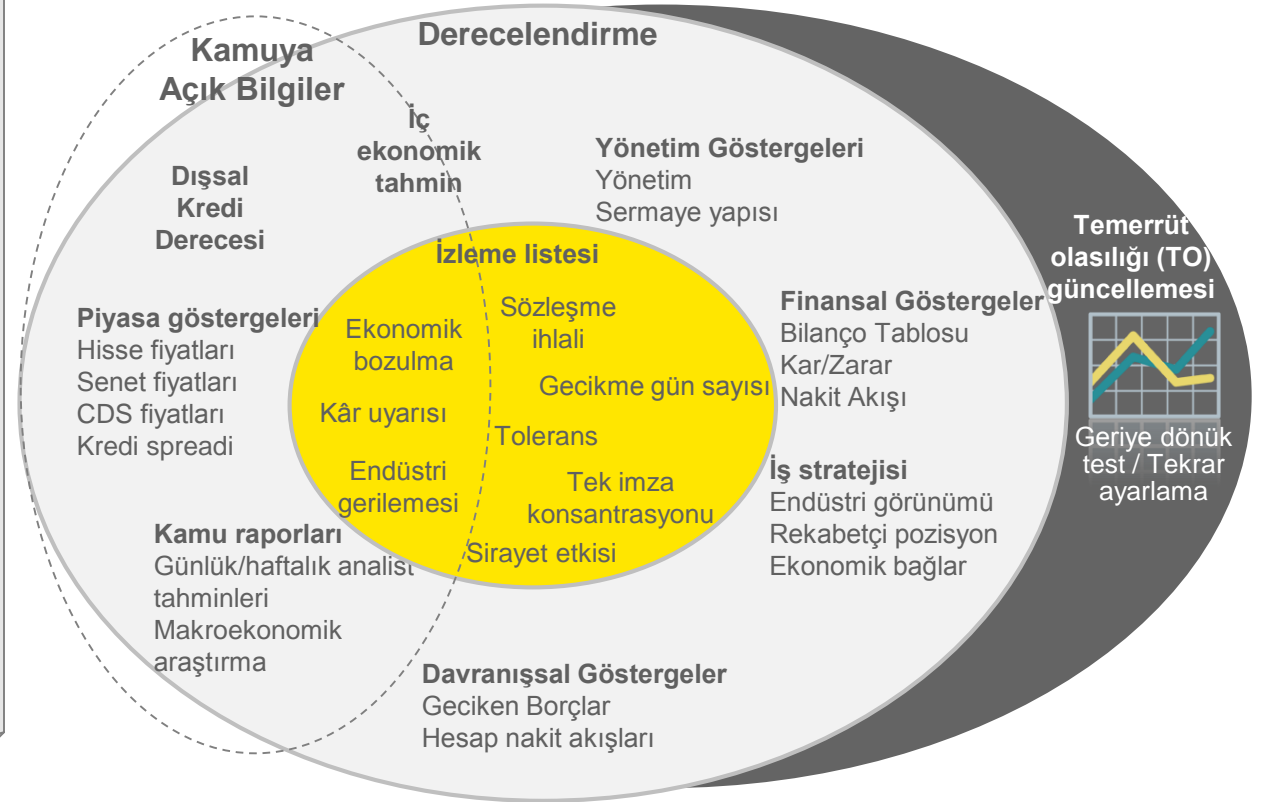 Derecelendirme
Kamuya
Açık Bilgiler
İç
ekonomik
tahmin
Dışsal
Kredi
Derecesi
Yönetim Göstergeleri
Yönetim
Sermaye yapısı
Temerrüt
olasılığı (TO)
güncellemesi
Geriye dönük
test / Tekrar
ayarlama
İzleme listesi
Ekonomik
bozulma
Sözleşme
ihlali
Gecikme gün sayısı
Kâr uyarısı
Tolerans
Endüstri
gerilemesi
Tek imza
konsantrasyonu
Sirayet etkisi
Piyasa göstergeleri
Hisse fiyatları
Senet fiyatları
CDS fiyatları
Kredi spreadi
Finansal Göstergeler
Bilanço Tablosu
Kar/Zarar
Nakit Akışı
İş stratejisi
Endüstri görünümü
Rekabetçi pozisyon
Ekonomik bağlar
Kamu raporları
Günlük/haftalık analist
tahminleri
Makroekonomik
araştırma
Davranışsal Göstergeler
Geciken Borçlar
Hesap nakit akışları